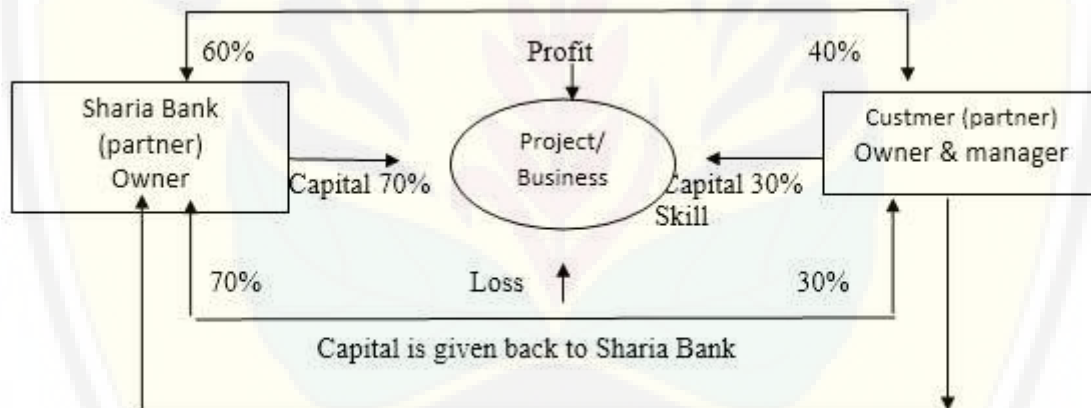 60%
Profit
40%
Sharia Bank
(partner)
Owner
Project/
Business
Custmer (partner)
Owner & manager
Capital 70%
Capital 30%
Skill
70%
Loss
30%
Capital is given back to Sharia Bank